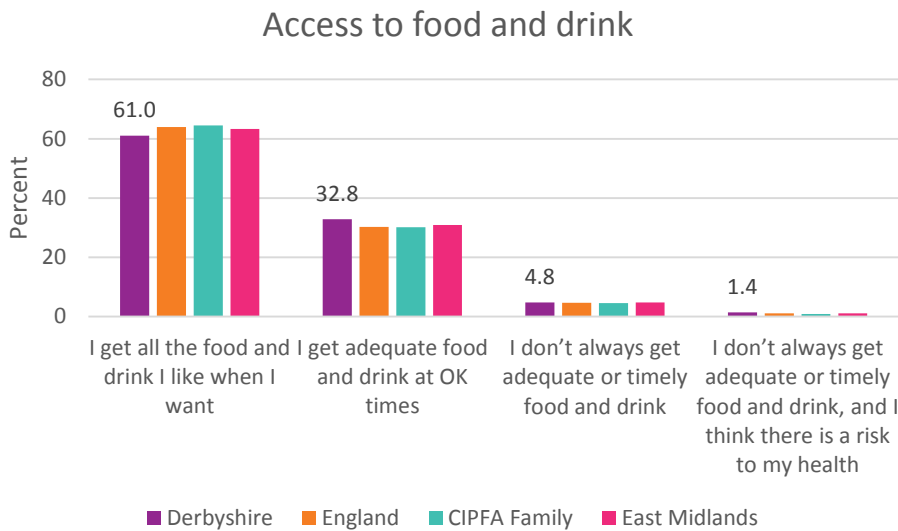 Access to food and drink
80
60
40
20
0
Percent
61.0
32.8
4.8
1.4
I get all the food and
drink I like when I
want
I get adequate food
and drink at OK
times
I don’t always get
adequate or timely
food and drink
I don’t always get
adequate or timely
food and drink, and I
think there is a risk
to my health
Derbyshire
England
CIPFA Family
East Midlands